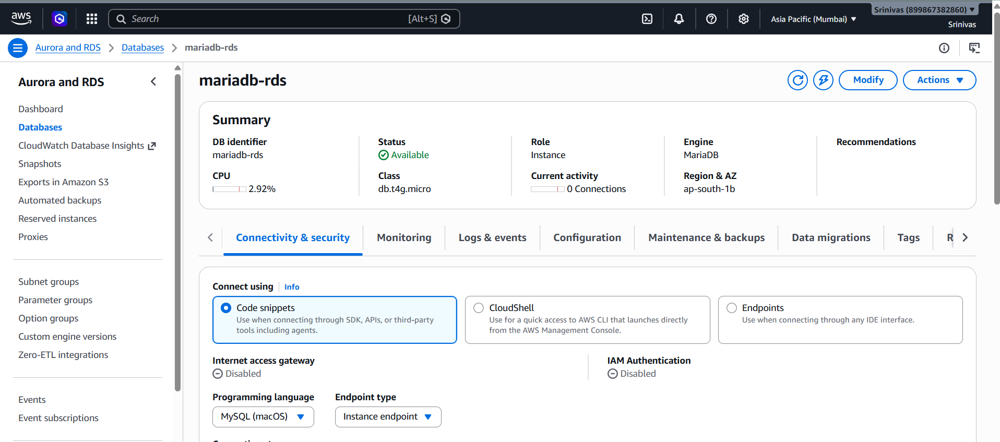 aws
Search
[Alt+S]
Asia Pacific (Mumbai)
Srinivas (899867382860)
Srinivas
Aurora and RDS
Databases
mariadb-rds
Aurora and RDS
Dashboard
Databases
CloudWatch Database Insights
Snapshots
Exports in Amazon S3
Automated backups
Reserved instances
Proxies
Subnet groups
Parameter groups
Option groups
Custom engine versions
Zero-ETL integrations
Events
Event subscriptions
mariadb-rds
Modify
Actions
Summary
DB identifier
mariadb-rds
Status
Available
Role
Instance
Engine
MariaDB
Recommendations
CPU
2.92%
Class
db.t4g.micro
Current activity
0 Connections
Region & AZ
ap-south-1b
Connectivity & security
Monitoring
Logs & events
Configuration
Maintenance & backups
Data migrations
Tags
Connect using
Info
Code snippets
Use when connecting through SDK, APIs, or third-party
tools including agents.
CloudShell
Use for a quick access to AWS CLI that launches directly
from the AWS Management Console.
Endpoints
Use when connecting through any IDE interface.
Internet access gateway
Disabled
IAM Authentication
Disabled
Programming language
MySQL (macOS)
Endpoint type
Instance endpoint